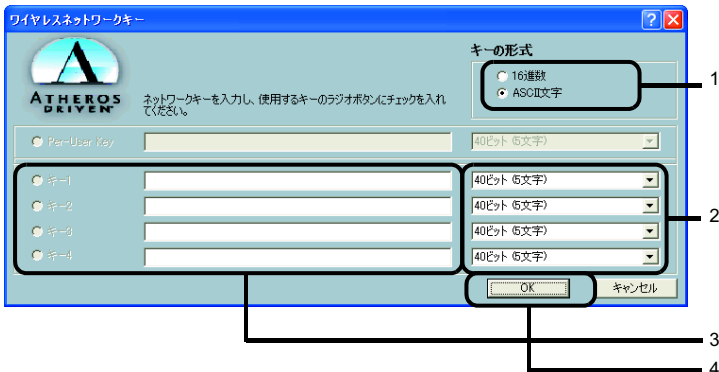 ワイヤレスネットワークキー
キーの形式
16進数
ASCII文字
1
ATHEROS
DRIVEN
ネットワークキーを入力し、使用するキーのラジオボタンにチェックを入れ
てください。
Per-User Key
40ビット (5文字)
キー1
40ビット (5文字)
キー2
40ビット (5文字)
2
キー3
40ビット (5文字)
キー4
40ビット (5文字)
OK
キャンセル
3
4